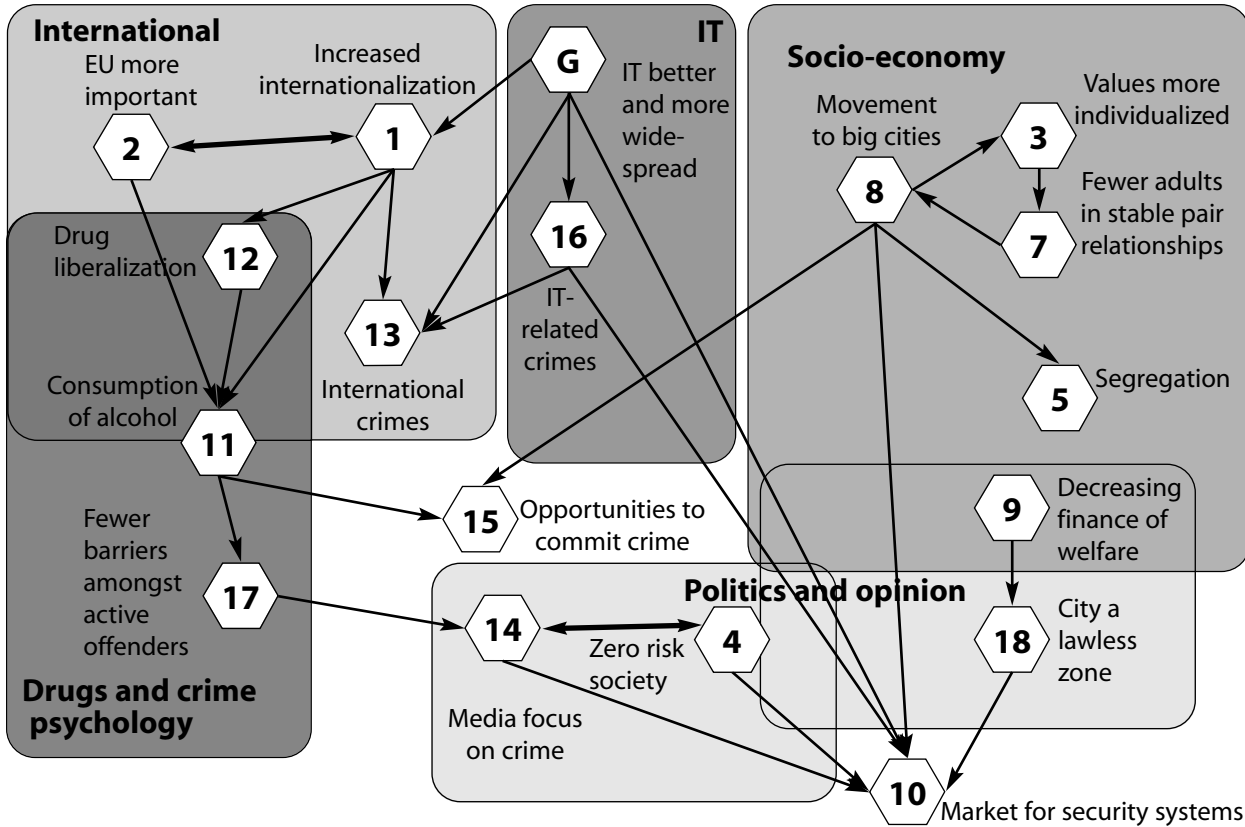 International
EU more
important
2
Increased
internationalization
1
Drug
liberalization
12
13
International
crimes
Consumption
of alcohol
11
Fewer
barriers
amongst
active
offenders
17
Drugs and crime
psychology
IT
G
IT better
and more
wide-
spread
16
IT-
related
crimes
15
Opportunities to
commit crime
Socio-economy
Movement
to big cities
8
Values more
individualized
3
Fewer adults
in stable pair
relationships
7
5
Segregation
9
Decreasing
finance of
welfare
Politics and opinion
14
Media focus
on crime
Zero risk
society
4
18
City a
lawless
zone
10
Market for security systems